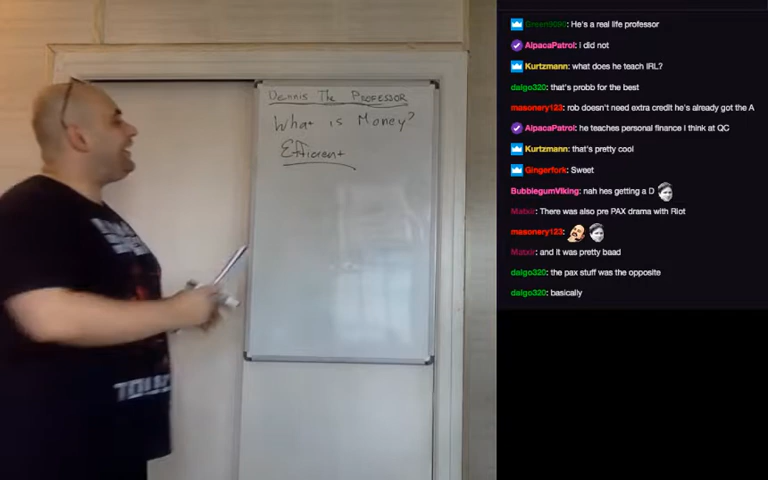 Dennis The Professor
What is Money?
Efficient
Green9090: He's a real life professor
AlpacaPatrol: I did not
Kurtzmann: what does he teach IRL?
dalgo320: that's probb for the best
masonery123: rob doesn't need extra credit he's already got the A
AlpacaPatrol: he teaches personal finance I think at QC
Kurtzmann: that's pretty cool
Gingerfork: Sweet
BubblegumViking: nah hes getting a D
Matxir: There was also pre PAX drama with Riot
masonery123:
Matxir: and it was pretty baad
dalgo320: the pax stuff was the opposite
dalgo320: basically